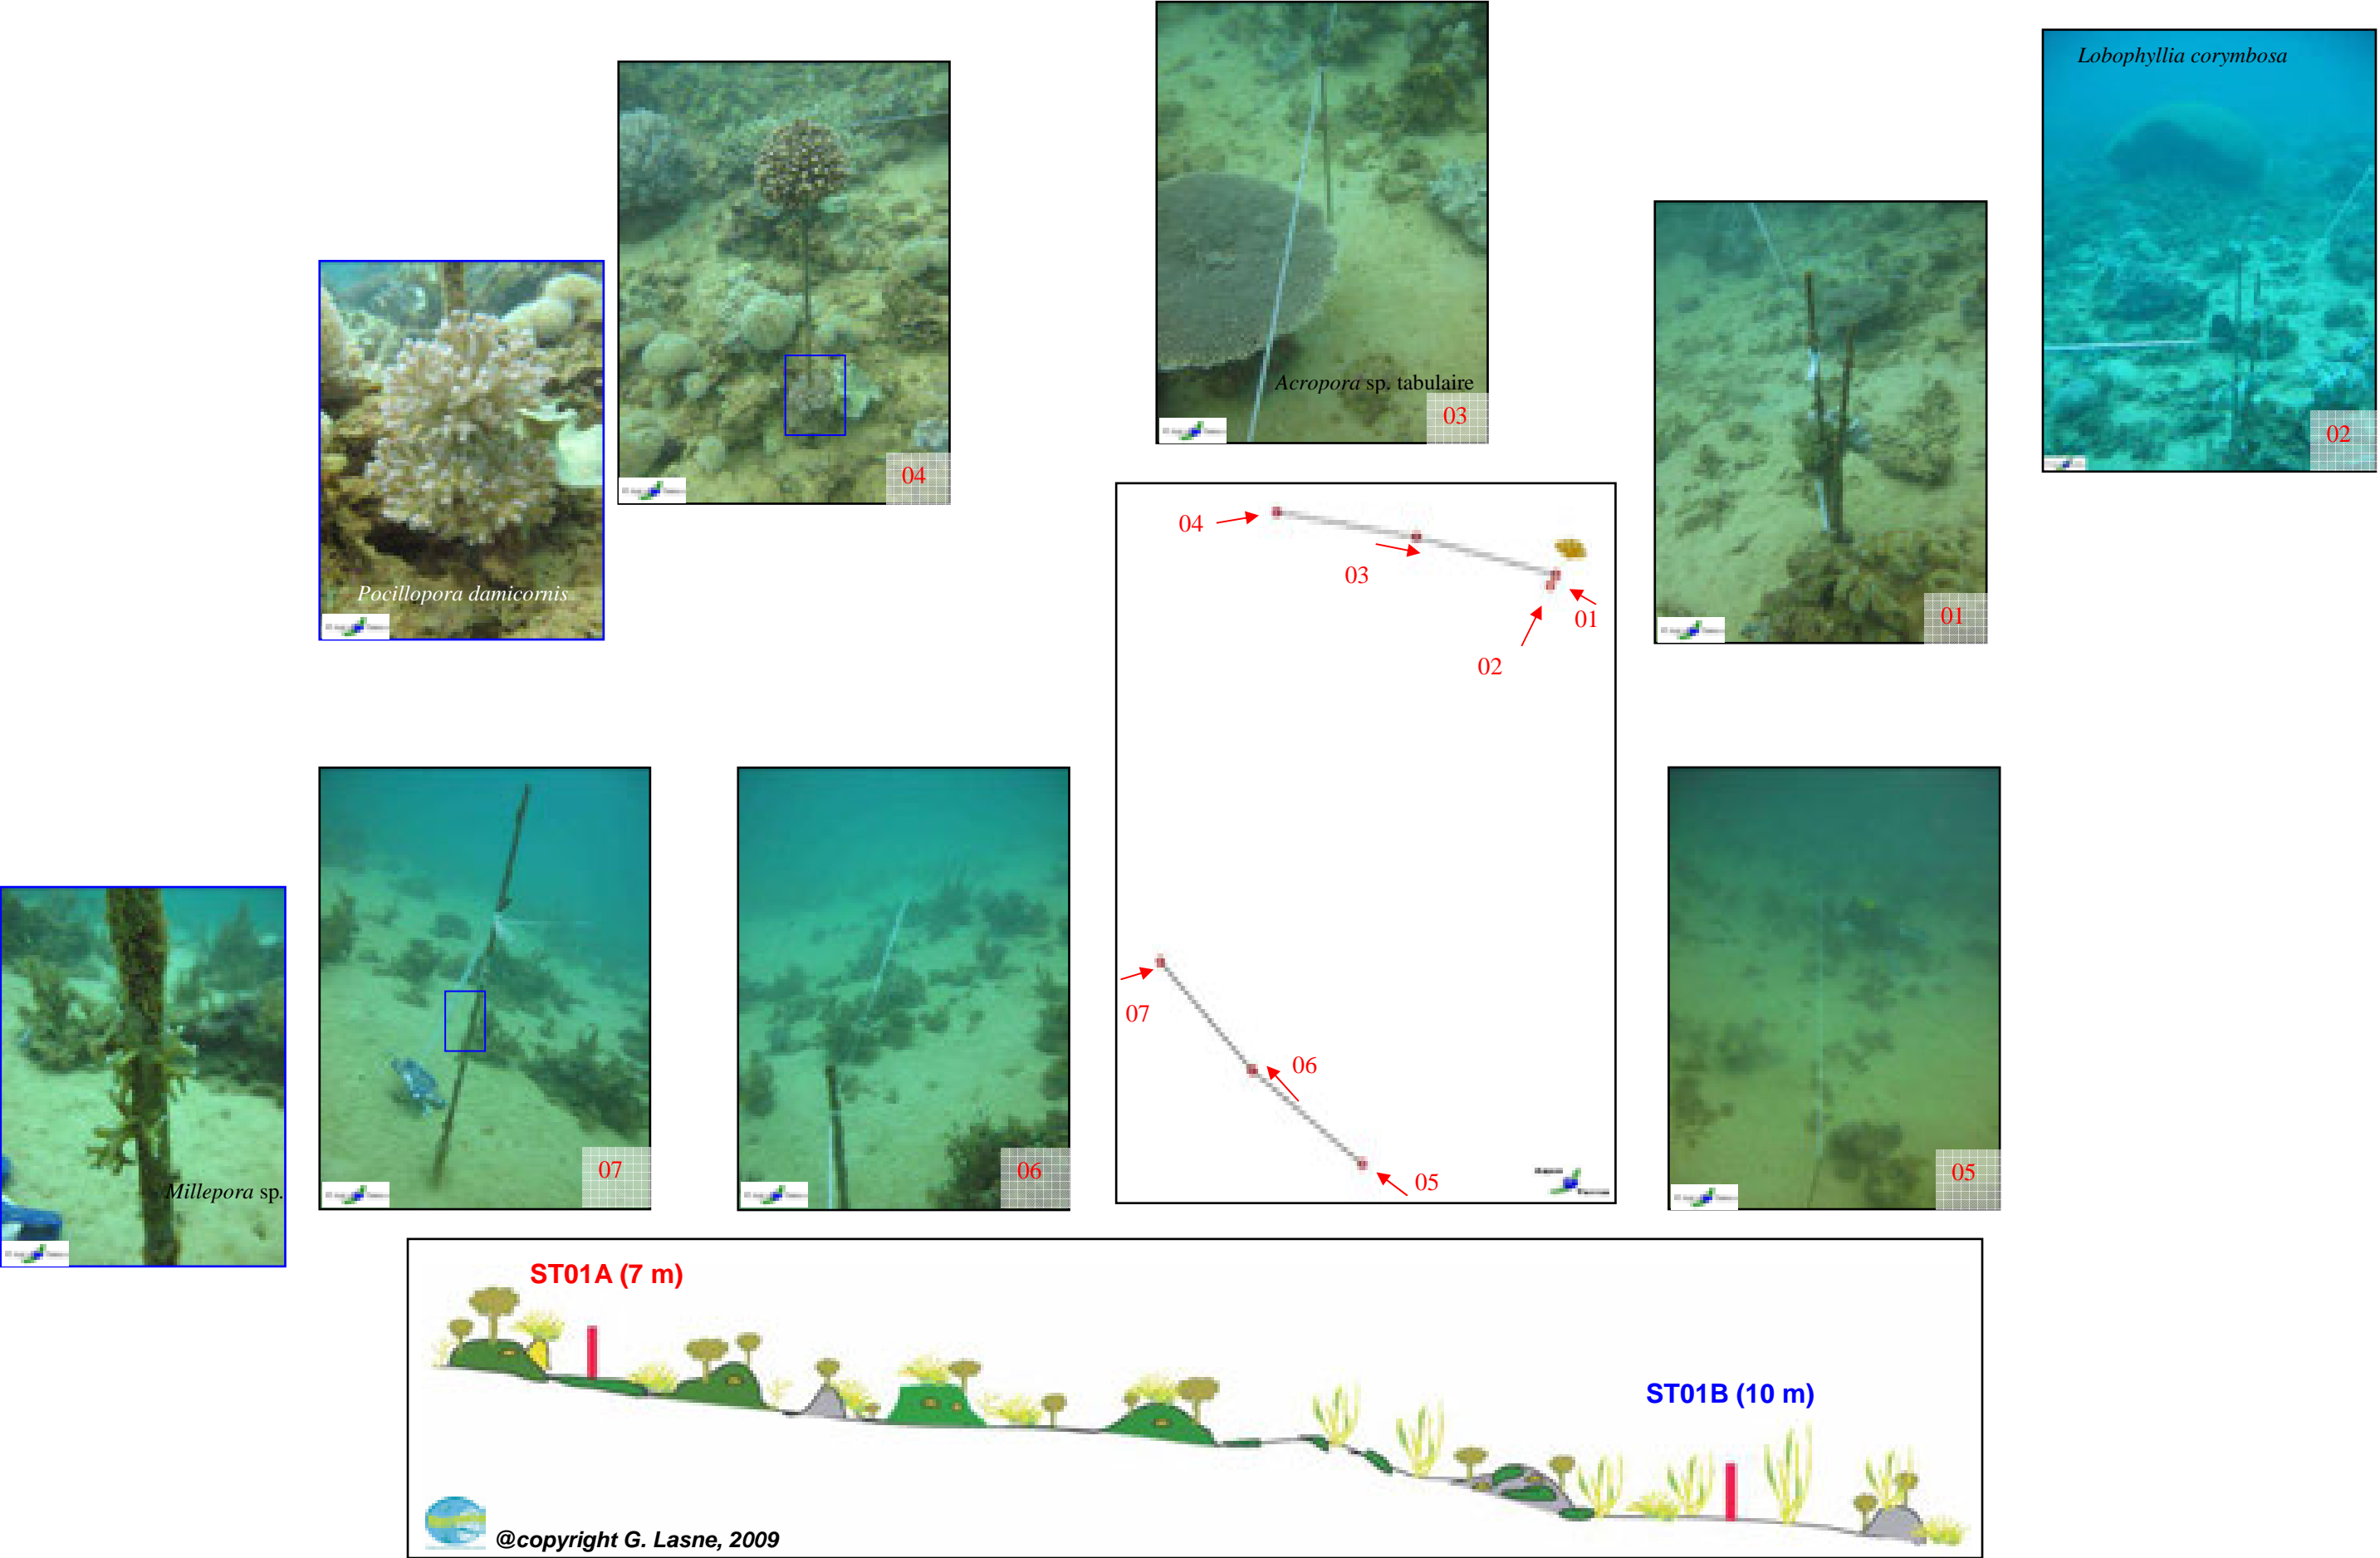 Lobophyllia corymbosa
02
Acropora sp. tabulaire
03
04
01
Pocillopora damicornis
04
03
01
02
07
06
05
Millepora sp.
07
06
05
ST01A (7 m)
ST01B (10 m)
@copyright G. Lasne, 2009